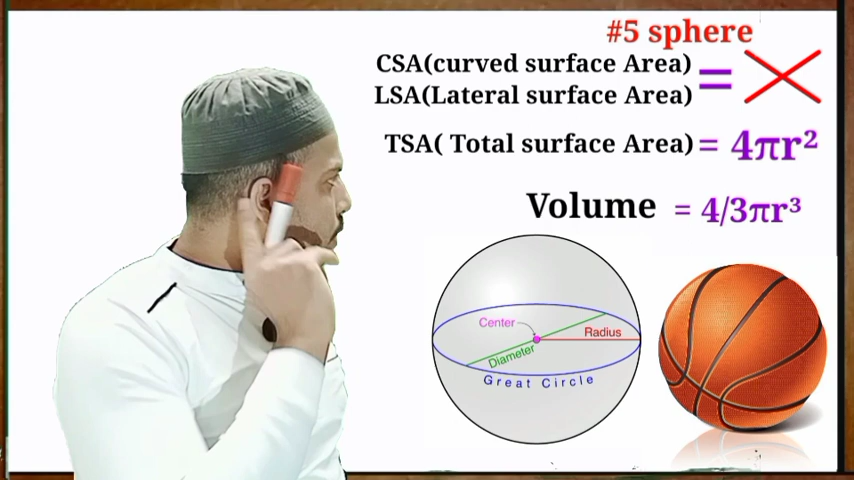 #5 sphere
CSA(curved surface Area)
LSA(Lateral surface Area)
=
TSA( Total surface Area) = 4πr²
Volume = 4/3πr³
Center
Radius
Diameter
Great Circle